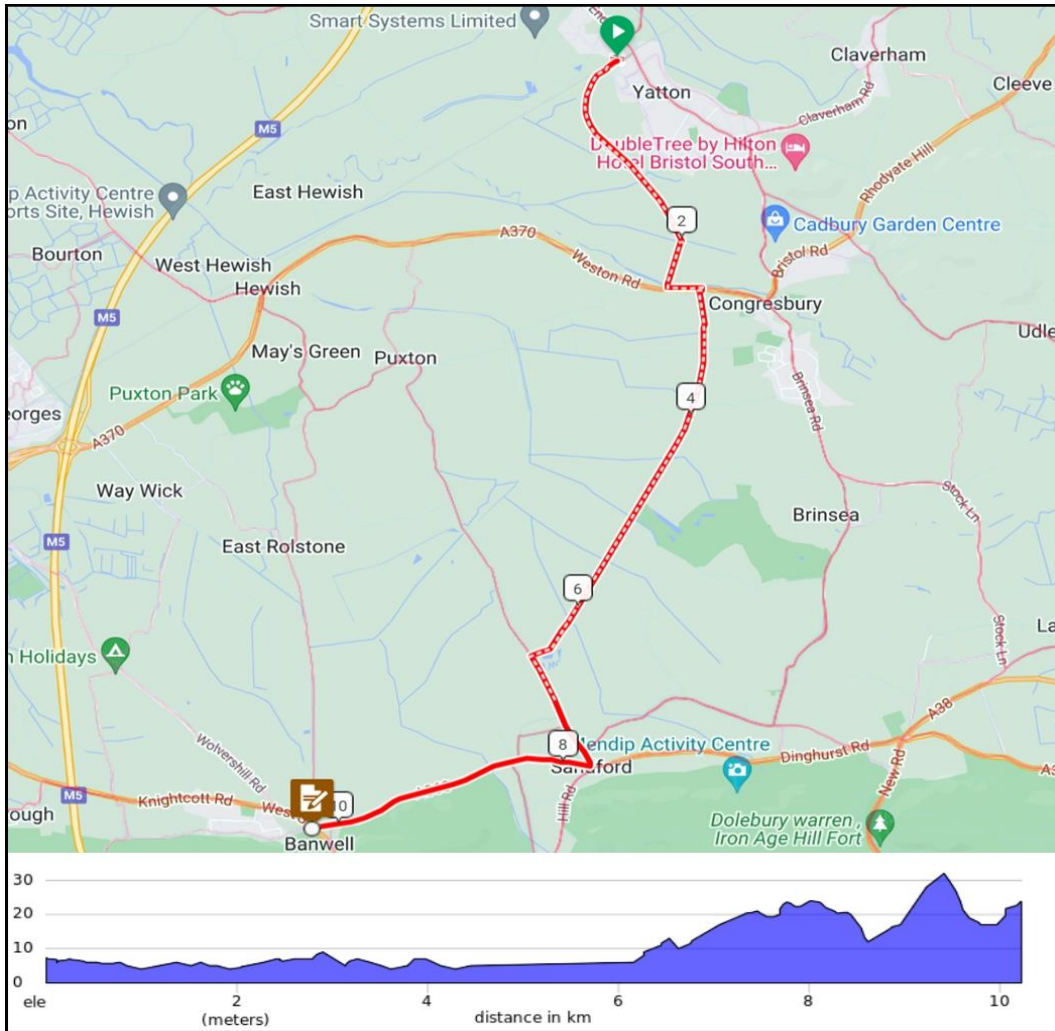 Smart Systems Limited
Claverham
Cleeve
Yatton
Claverham Rd
M5
DoubleTree by Hilton
Hotel Bristol South...
Rhodyate Hill
on
East Hewish
p Activity Centre
orts Site, Hewish
2
Cadbury Garden Centre
A370
Bourton
West Hewish
Weston Rd
Bristol Rd
Hewish
Congresbury
M5
Udle
May's Green
Puxton
Puxton Park
4
Brinsea Rd
eorges
A370
Way Wick
Stock Ln
Brinsea
M5
East Rolstone
6
Stock Ln
La
n Holidays
A38
A3
Wolvershill Rd
8
Mendip Activity Centre
Dinghurst Rd
Sandford
M5
Knightcott Rd
10
Hill Rd
New Rd
ough
Banwell
Dolebury warren ,
Iron Age Hill Fort
30
20
10
0
ele
2
4
6
8
10
(meters)
distance in km